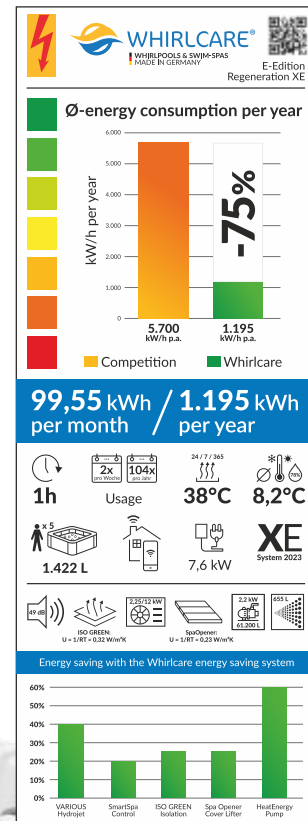 WHIRLCARE®
WHIRLPOOLS & SWIM•SPAS
MADE IN GERMANY
E-Edition
Regeneration XE
Ø-energy consumption per year
kW/h per year
6.000
5.000
4.000
3.000
2.000
1.000
0
-75%
5.700
kW/h p.a.
1.195
kW/h p.a.
Competition
Whirlcare
99,55 kWh
per month
/
1.195 kWh
per year
1h
2x
pro Woche
104x
pro Jahr
Usage
24 / 7 / 365
38°C
78%
8,2°C
x 5
1.422 L
7,6 kW
XE
System 2023
49 dB
ISO GREEN:
U = 1/RT = 0,32 W/m²K
2,25/12 kW
SpaOpener:
U = 1/RT = 0,23 W/m²K
2,2 kW
61.200 L
655 L
Energy saving with the Whirlcare energy saving system
60%
50%
40%
30%
20%
10%
0%
VARIOUS
Hydrojet
SmartSpa
Control
ISO GREEN
Isolation
Spa Opener
Cover Lifter
HeatEnergy
Pump